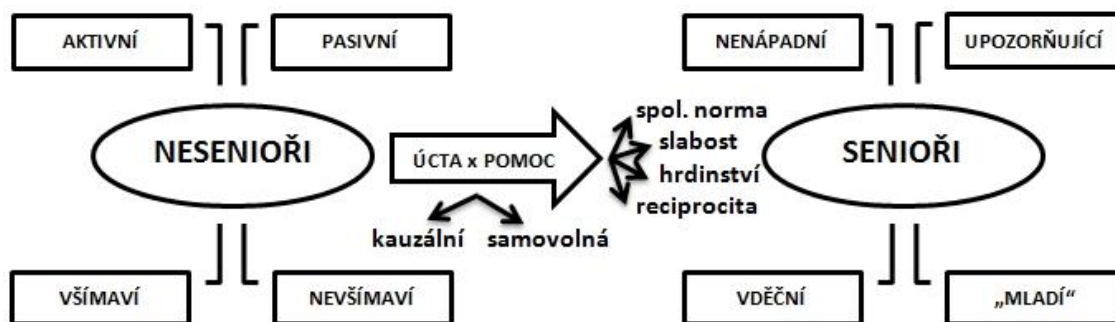 AKTIVNÍ
PASIVNÍ
NENÁPADNÍ
UPOZORŇUJÍCÍ
NESENIOŘI
ÚCTA x POMOC
spol. norma
slabost
hrdinství
reciprocita
SENIOŘI
kauzální
samovolná
VŠÍMAVÍ
NEVŠÍMAVÍ
VDĚČNÍ
„MLADÍ“